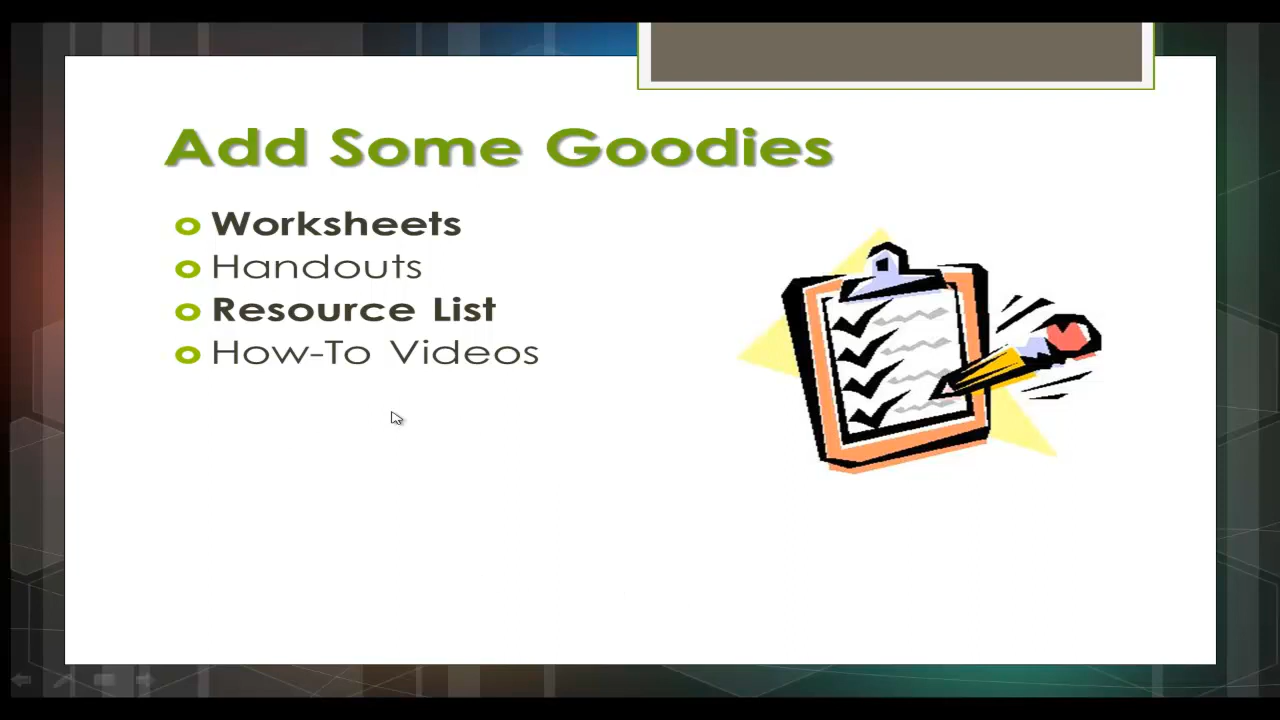 Add Some Goodies
Worksheets
Handouts
Resource List
How-To Videos